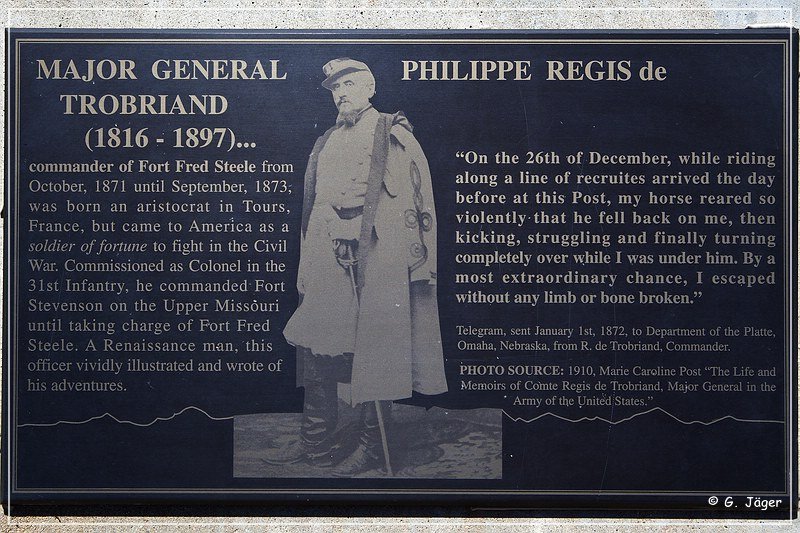 MAJOR GENERAL PHILIPPE REGIS de
TROBRIAND
(1816 - 1897)...
commander of Fort Fred Steele from
October, 1871 until September, 1873;
was born an aristocrat in Tours,
France, but came to America as a
soldier of fortune to fight in the Civil
War. Commissioned as Colonel in the
31st Infantry, he commanded Fort
Stevenson on the Upper Missouri
until taking charge of Fort Fred
Steele. A Renaissance man, this
officer vividly illustrated and wrote of
his adventures.
“On the 26th of December, while riding
along a line of recruites arrived the day
before at this Post, my horse reared so
violently that he fell back on me, then
kicking, struggling and finally turning
completely over while I was under him. By a
most extraordinary chance, I escaped
without any limb or bone broken.”
Telegram, sent January 1st, 1872, to Department of the Platte,
Omaha, Nebraska, from R. de Trobriand, Commander.
PHOTO SOURCE: 1910, Marie Caroline Post “The Life and
Memoirs of Comte Regis de Trobriand, Major General in the
Army of the United States.”
© G. Jäger